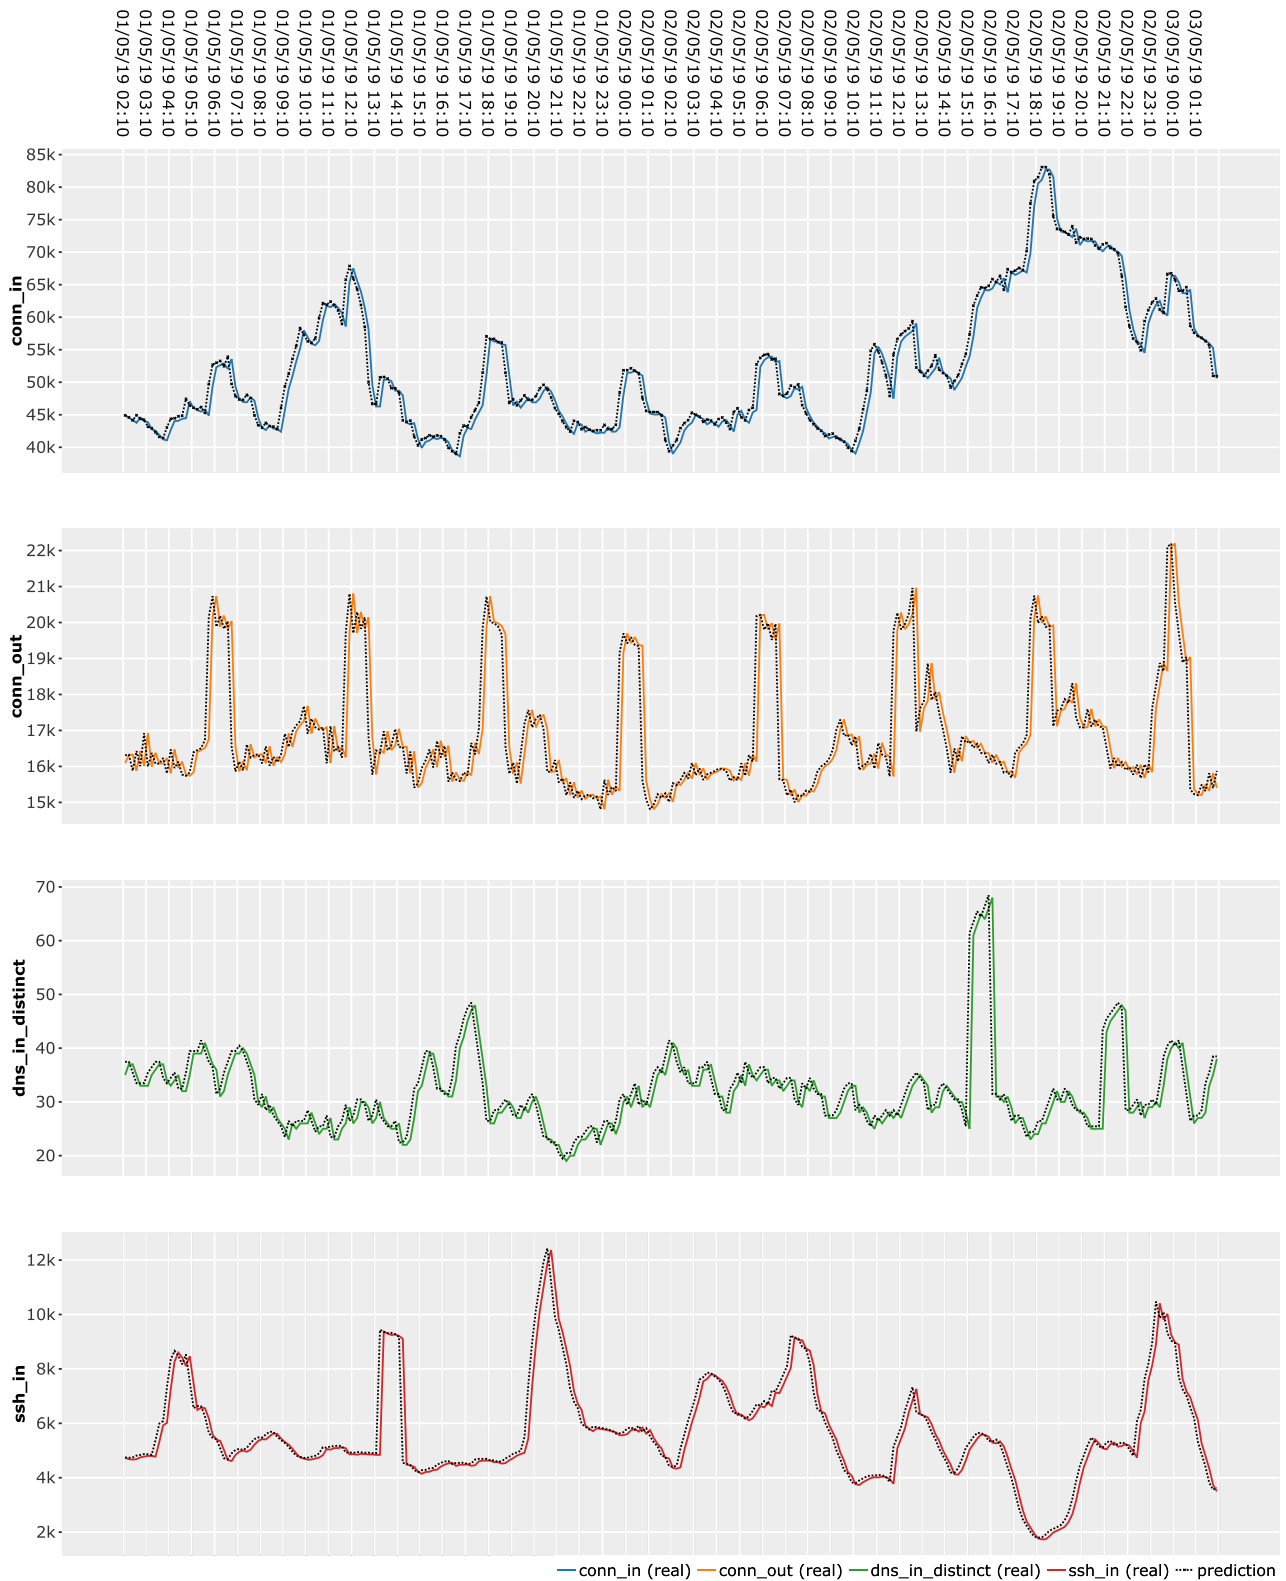 01/05/19 02:10
01/05/19 03:10
01/05/19 04:10
01/05/19 05:10
01/05/19 06:10
01/05/19 07:10
01/05/19 08:10
01/05/19 09:10
01/05/19 10:10
01/05/19 11:10
01/05/19 12:10
01/05/19 13:10
01/05/19 14:10
01/05/19 15:10
01/05/19 16:10
01/05/19 17:10
01/05/19 18:10
01/05/19 19:10
01/05/19 20:10
01/05/19 21:10
01/05/19 22:10
01/05/19 23:10
02/05/19 00:10
02/05/19 01:10
02/05/19 02:10
02/05/19 03:10
02/05/19 04:10
02/05/19 05:10
02/05/19 06:10
02/05/19 07:10
02/05/19 08:10
02/05/19 09:10
02/05/19 10:10
02/05/19 11:10
02/05/19 12:10
02/05/19 13:10
02/05/19 14:10
02/05/19 15:10
02/05/19 16:10
02/05/19 17:10
02/05/19 18:10
02/05/19 19:10
02/05/19 20:10
02/05/19 21:10
02/05/19 22:10
02/05/19 23:10
03/05/19 00:10
03/05/19 01:10
conn_in
85k
80k
75k
70k
65k
60k
55k
50k
45k
40k
conn_out
22k
21k
20k
19k
18k
17k
16k
15k
dns_in_distinct
70
60
50
40
30
20
ssh_in
12k
10k
8k
6k
4k
2k
conn_in (real) conn_out (real) dns_in_distinct (real) ssh_in (real) prediction